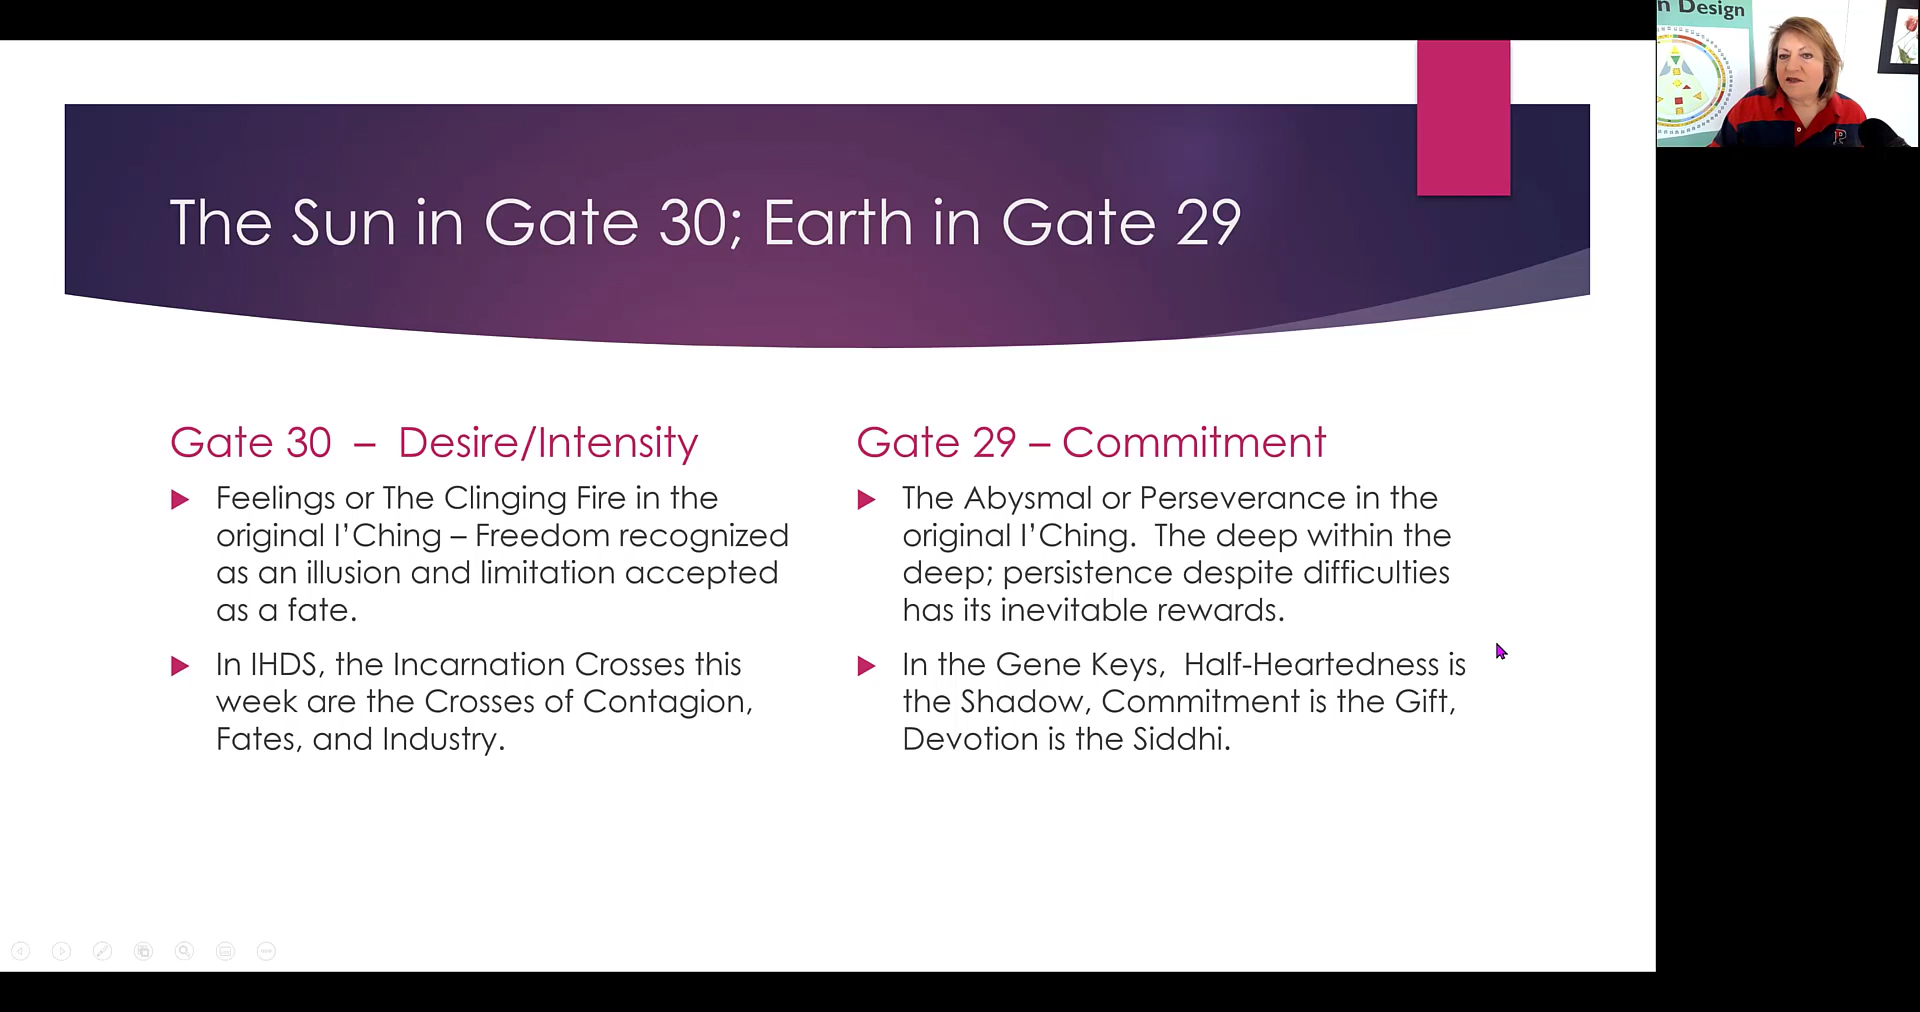 n Design
The Sun in Gate 30; Earth in Gate 29
Gate 30 – Desire/Intensity
Feelings or The Clinging Fire in the
original I'Ching – Freedom recognized
as an illusion and limitation accepted
as a fate.
In IHDS, the Incarnation Crosses this
week are the Crosses of Contagion,
Fates, and Industry.
Gate 29 – Commitment
The Abysmal or Perseverance in the
original I'Ching.  The deep within the
deep; persistence despite difficulties
has its inevitable rewards.
In the Gene Keys,  Half-Heartedness is
the Shadow, Commitment is the Gift,
Devotion is the Siddhi.
P